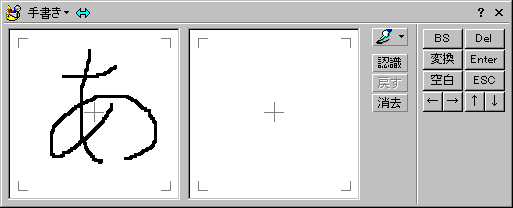 手書き
あ
認識
戻す
消去
BS Del
変換 Enter
空白 ESC
← → ↑ ↓